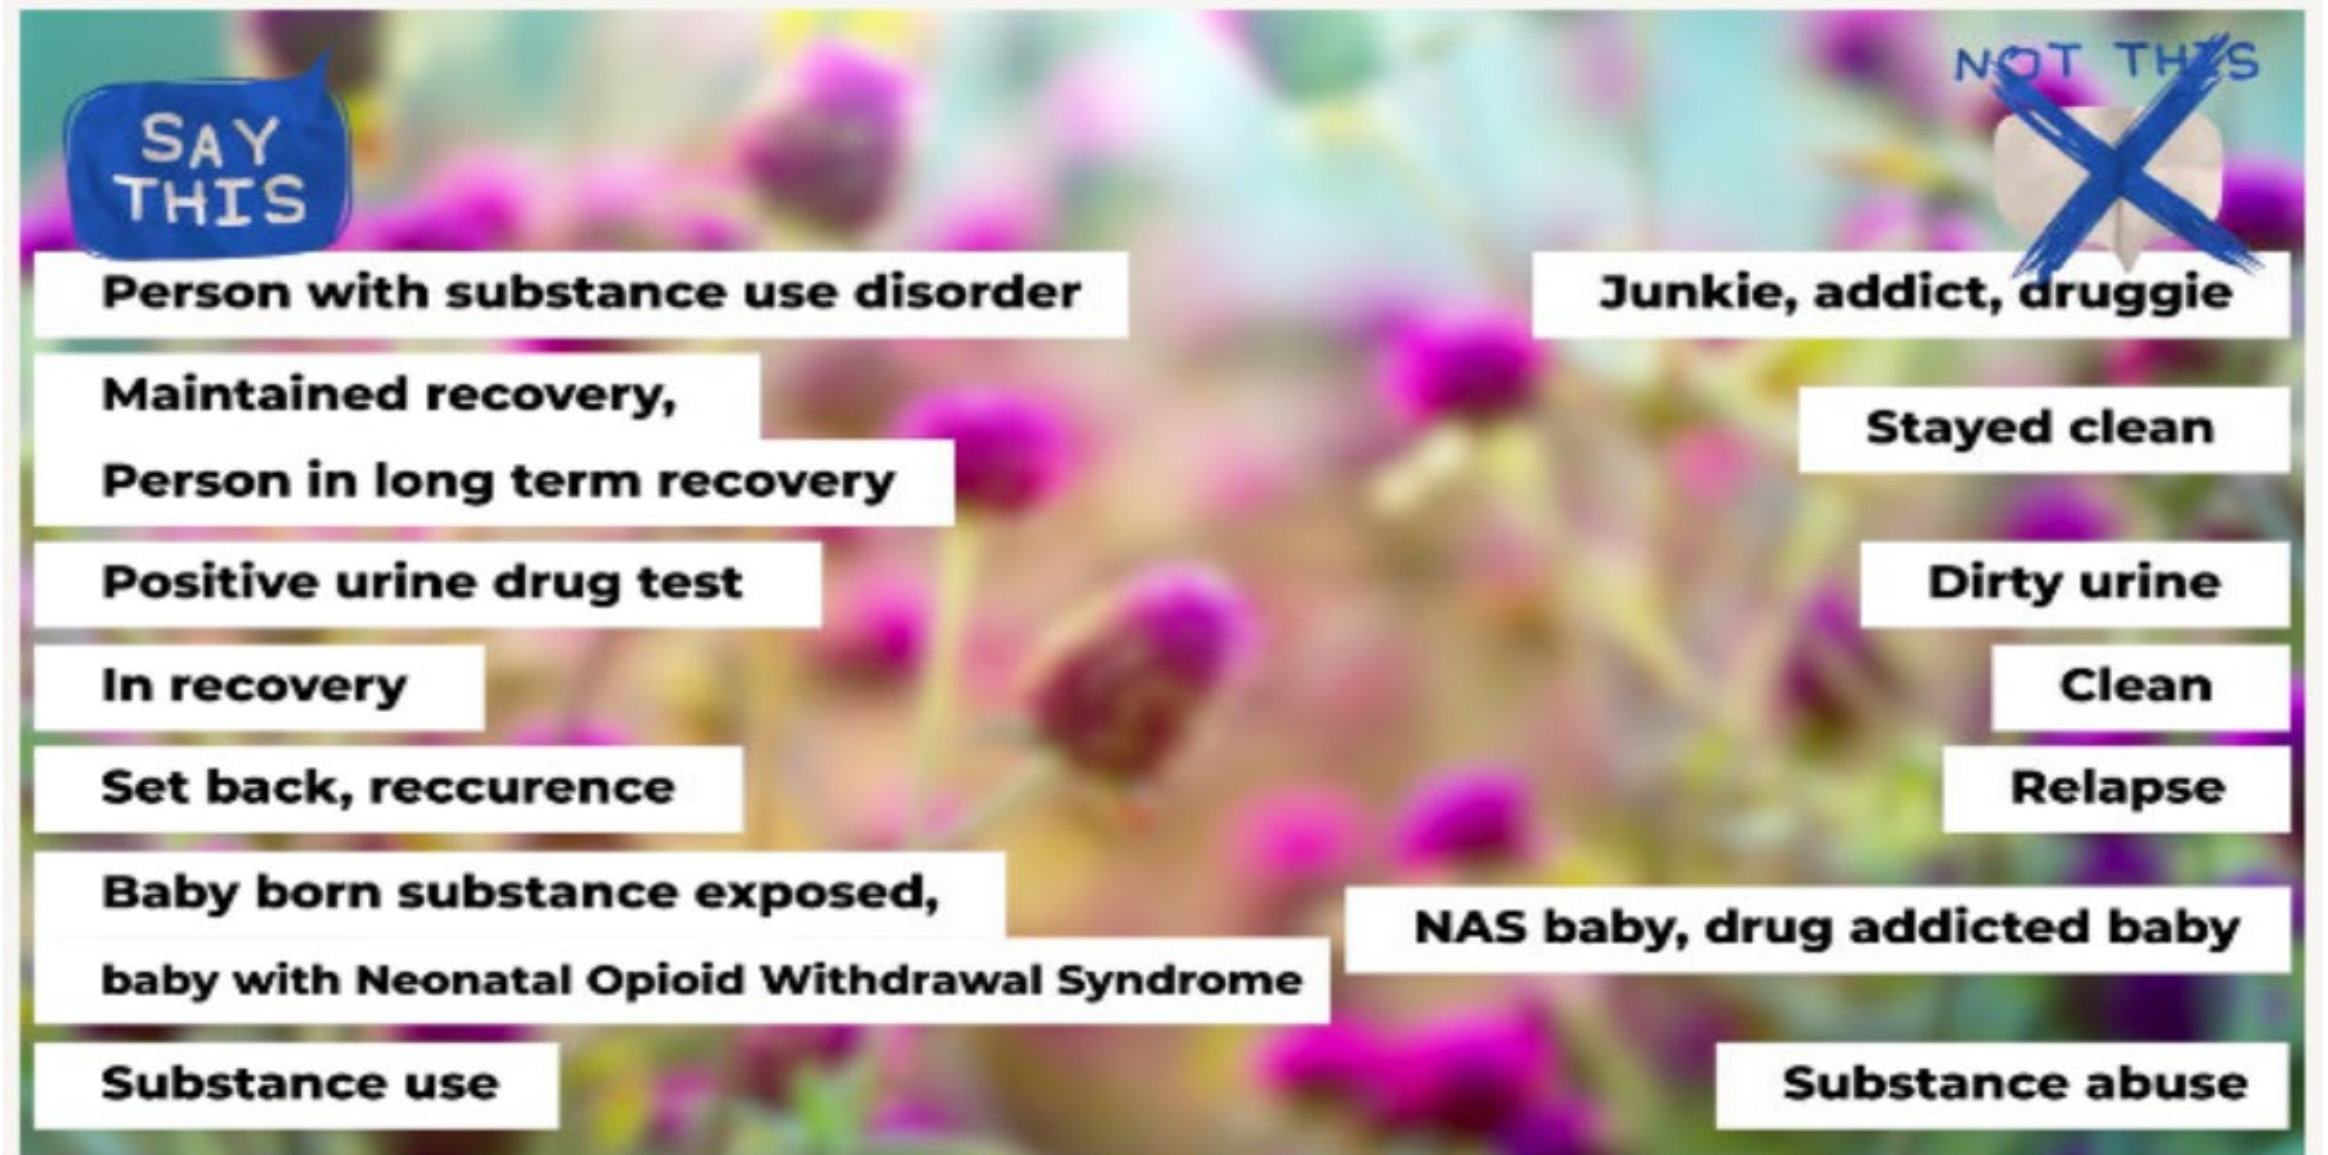 SAY
THIS
NOT THIS
Person with substance use disorder
Junkie, addict, druggie
Maintained recovery,
Person in long term recovery
Stayed clean
Positive urine drug test
Dirty urine
In recovery
Clean
Set back, reccurence
Relapse
Baby born substance exposed,
baby with Neonatal Opioid Withdrawal Syndrome
NAS baby, drug addicted baby
Substance use
Substance abuse